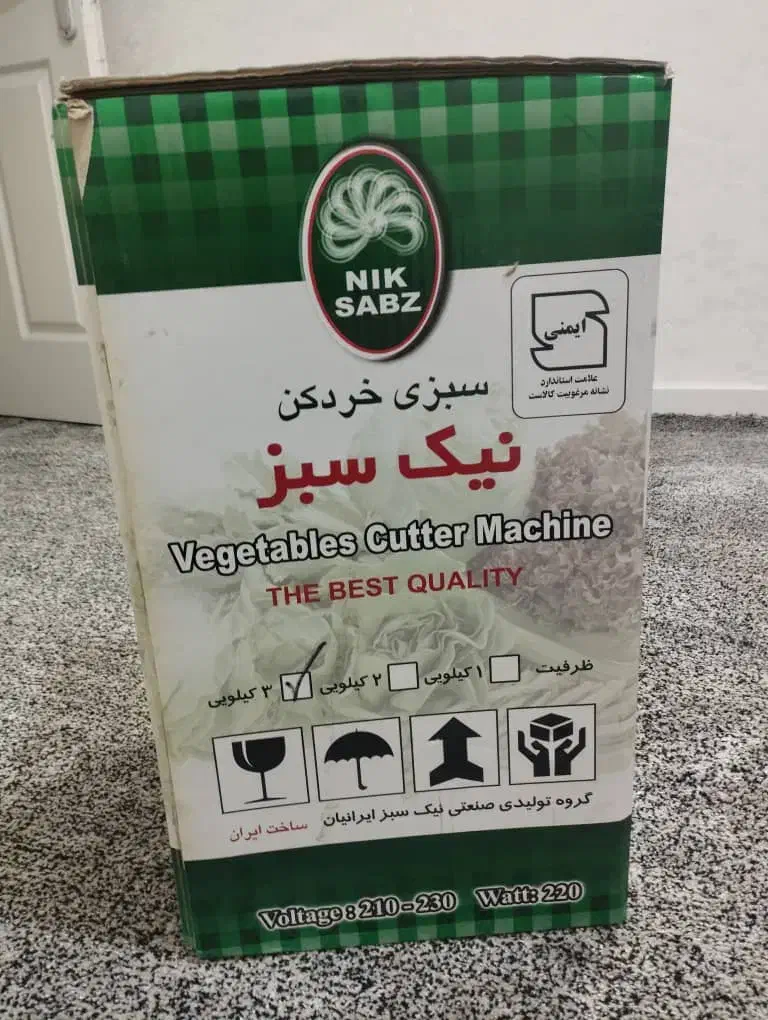 NIK
SABZ
ایمنی
علامت استاندارد
نشانه مرغوبیت کالاست
سبزی خردکن
نیک سبز
Vegetables Cutter Machine
THE BEST QUALITY
ظرفیت ۱ کیلویی ۲ کیلویی ۳ کیلویی
گروه تولیدی صنعتی نیک سبز ایرانیان ساخت ایران
Voltage : 210 - 230 Watt: 220